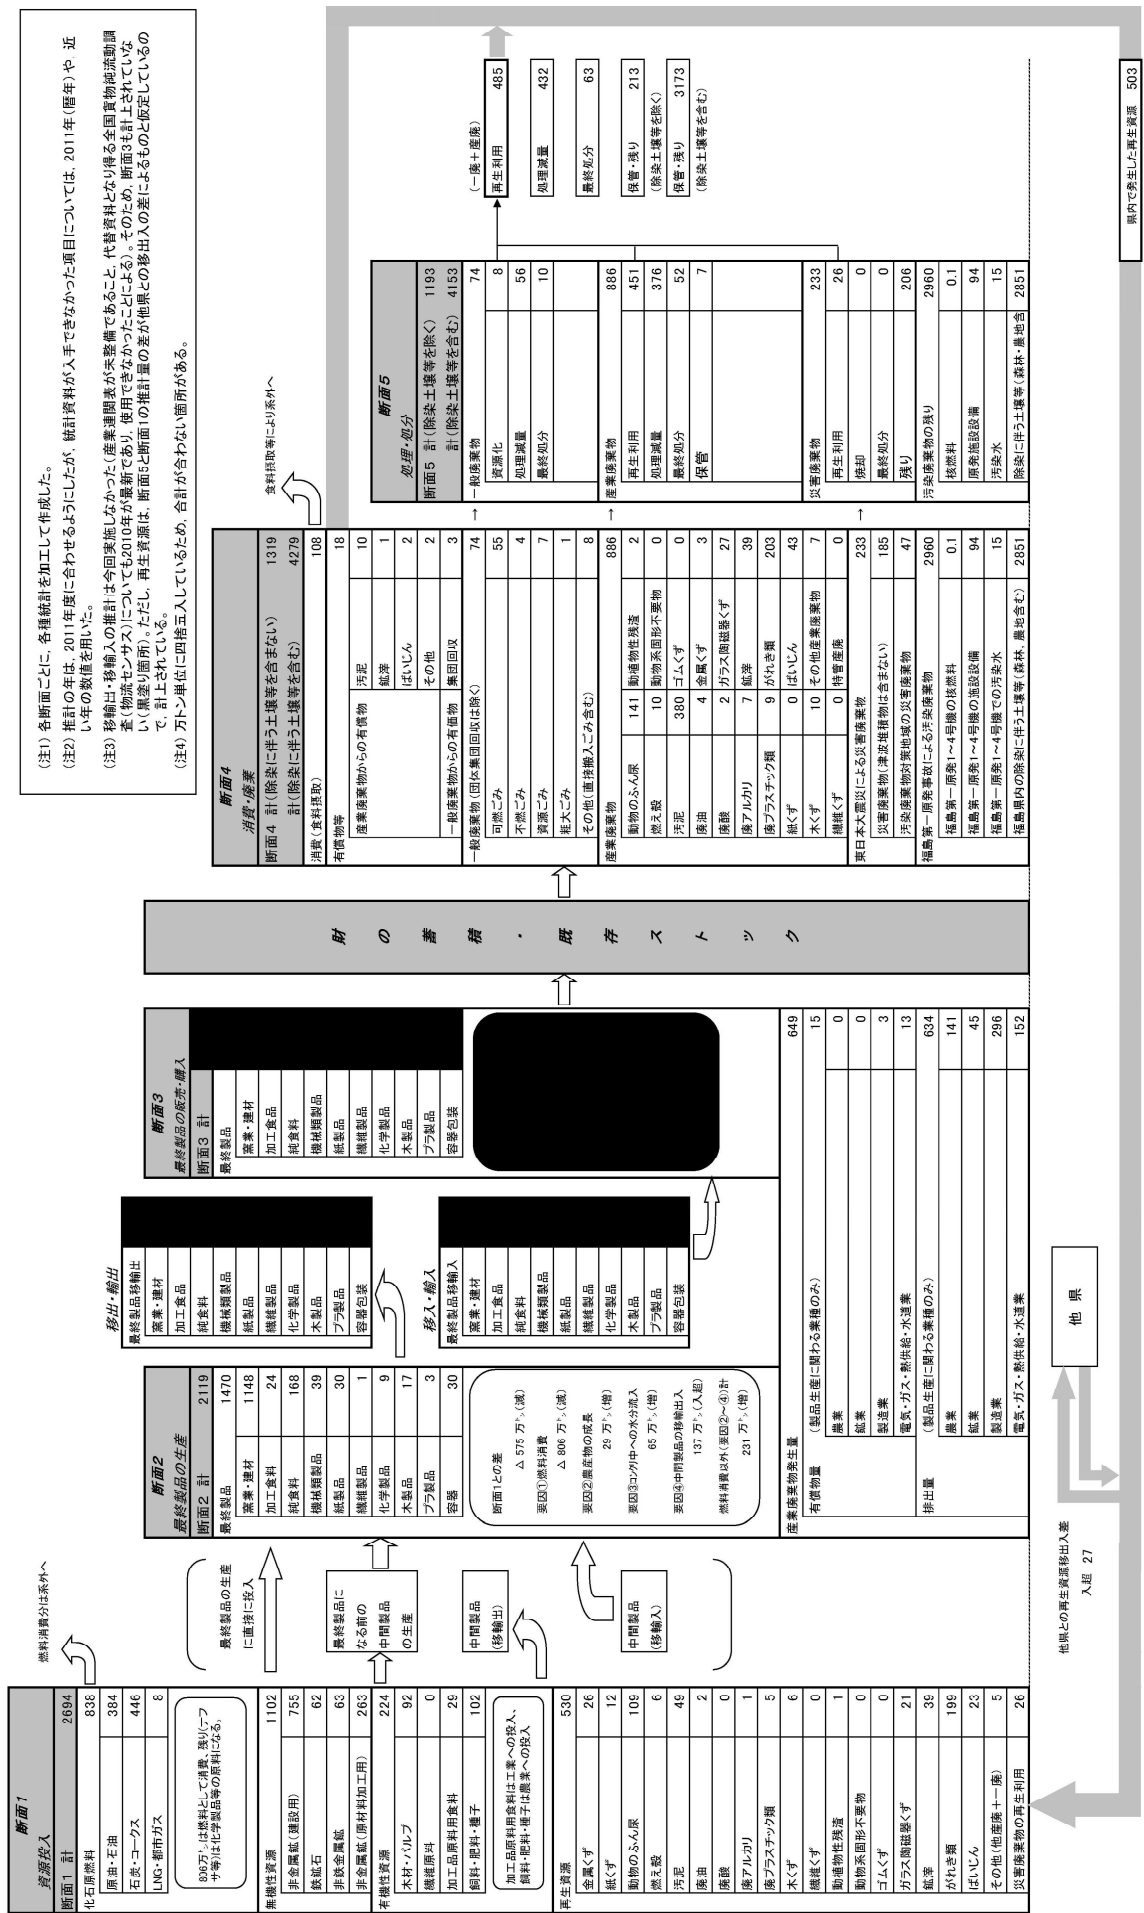 (注1) 各断面ごとに、各種統計を加工して作成した。
(注2) 推計の年は、2011年度に合わせるようにしたが、統計資料が入手できなかった項目については、2011年(暦年)や、近
い年の数値を用いた。
(注3) 移輸出・移輸入の推計は今回実施しなかった(産業連関表が未整備であること、代替資料となり得る全国貨物純流動調
査(物流センサス)についても2010年が最新であり、使用できなかったことによる)。そのため、断面3も計上されていな
い(黒塗り箇所)。ただし、再生資源は、断面5と断面1の推計量の差が他県との移出入の差によるものと仮定しているの
で、計上されている。
(注4) 万トン単位に四捨五入しているため、合計が合わない箇所がある。
断面1
資源投入
断面1 計 2694
化石原燃料 838
原油・石油 384
石炭・コークス 446
LNG・都市ガス 8
燃料消費分は系外へ
806万㌧は燃料として消費、残り(ナフ
サ等)は化学製品等の原料になる。
無機性資源 1102
非金属鉱(建設用) 755
鉄鉱石 62
非鉄金属鉱 63
非金属鉱(原材料加工用) 263
有機性資源 224
木材・パルプ 92
繊維原料 0
加工品原料用食料 29
飼料・肥料・種子 102
加工品原料用食料は工業への投入、
飼料・肥料・種子は農業への投入
再生資源 530
金属くず 26
紙くず 12
動物のふん尿 109
燃え殻 6
汚泥 49
廃油 2
廃酸 0
廃アルカリ 1
廃プラスチック類 5
木くず 6
繊維くず 0
動植物性残渣 1
動物系固形不要物 0
ゴムくず 0
ガラス陶磁器くず 21
鉱滓 39
がれき類 199
ばいじん 23
その他(他産廃+一廃) 5
災害廃棄物の再生利用 26
最終製品の生産
に直接に投入
最終製品に
なる前の
中間製品
の生産
中間製品
(移輸出)
中間製品
(移輸入)
断面2
最終製品の生産
断面2 計 2119
最終製品 1470
窯業・建材 1148
加工食料 24
純食料 168
機械類製品 39
紙製品 30
繊維製品 1
化学製品 9
木製品 17
プラ製品 3
容器 30
断面1との差
△ 575 万㌧(減)
要因①燃料消費
△ 806 万㌧(減)
要因②農産物の成長
29 万㌧(増)
要因③コンクリ中への水分流入
65 万㌧(増)
要因④中間製品の移輸出入
137 万㌧(入超)
燃料消費以外(要因②~④)計
231 万㌧(増)
産業廃棄物発生量 649
有償物量 (製品生産に関わる業種のみ) 15
農業 0
鉱業 0
製造業 3
電気・ガス・熱供給・水道業 13
排出量 (製品生産に関わる業種のみ) 634
農業 141
鉱業 45
製造業 296
電気・ガス・熱供給・水道業 152
移出・輸出
最終製品移輸出
窯業・建材
加工食品
純食料
機械類製品
紙製品
繊維製品
化学製品
木製品
プラ製品
容器包装
移入・輸入
最終製品移輸入
窯業・建材
加工食品
純食料
機械類製品
紙製品
繊維製品
化学製品
木製品
プラ製品
容器包装
断面3
最終製品の販売・購入
断面3 計
最終製品
窯業・建材
加工食品
純食料
機械類製品
紙製品
繊維製品
化学製品
木製品
プラ製品
容器包装
財の蓄積・既存ストック
断面4
消費・廃棄
断面4 計(除染に伴う土壌等を含まない) 1319
計(除染に伴う土壌等を含む) 4279
消費(食料摂取) 108
食料摂取等により系外へ
有償物等 18
産業廃棄物からの有償物 汚泥 10
鉱滓 1
ばいじん 2
その他 2
一般廃棄物からの有価物 集団回収 3
一般廃棄物(団体集団回収は除く) 74
可燃ごみ 55
不燃ごみ 4
資源ごみ 7
粗大ごみ 1
その他(直接搬入ごみ含む) 8
産業廃棄物 886
動物のふん尿 141 動植物性残渣 2
燃え殻 10 動物系固形不要物 0
汚泥 380 ゴムくず 0
廃油 4 金属くず 3
廃酸 2 ガラス陶磁器くず 27
廃アルカリ 7 鉱滓 39
廃プラスチック類 9 がれき類 203
紙くず 0 ばいじん 43
木くず 10 その他産業廃棄物 7
繊維くず 0 特管産廃 0
東日本大震災による災害廃棄物 233
災害廃棄物(津波堆積物は含まない) 185
汚染廃棄物対策地域の災害廃棄物 47
福島第一原発事故による汚染廃棄物 2960
福島第一原発1~4号機の核燃料 0.1
福島第一原発1~4号機の施設設備 94
福島第一原発1~4号機での汚染水 15
福島県内の除染に伴う土壌等(森林、農地含む) 2851
→
→
→
断面5
処理・処分
断面5 計(除染土壌等を除く) 1193
計(除染土壌等を含む) 4153
一般廃棄物 74
資源化 8
処理減量 56
最終処分 10
産業廃棄物 886
再生利用 451
処理減量 376
最終処分 52
保管 7
災害廃棄物 233
再生利用 26
焼却 0
最終処分 0
残り 206
汚染廃棄物の残り 2960
核燃料 0.1
原発施設設備 94
汚染水 15
除染に伴う土壌等(森林・農地含 2851
(一廃+産廃)
再生利用 485
処理減量 432
最終処分 63
保管・残り 213
(除染土壌等を除く)
保管・残り 3173
(除染土壌等を含む)
県内で発生した再生資源 503
他 県
他県との再生資源移出入差
入超 27